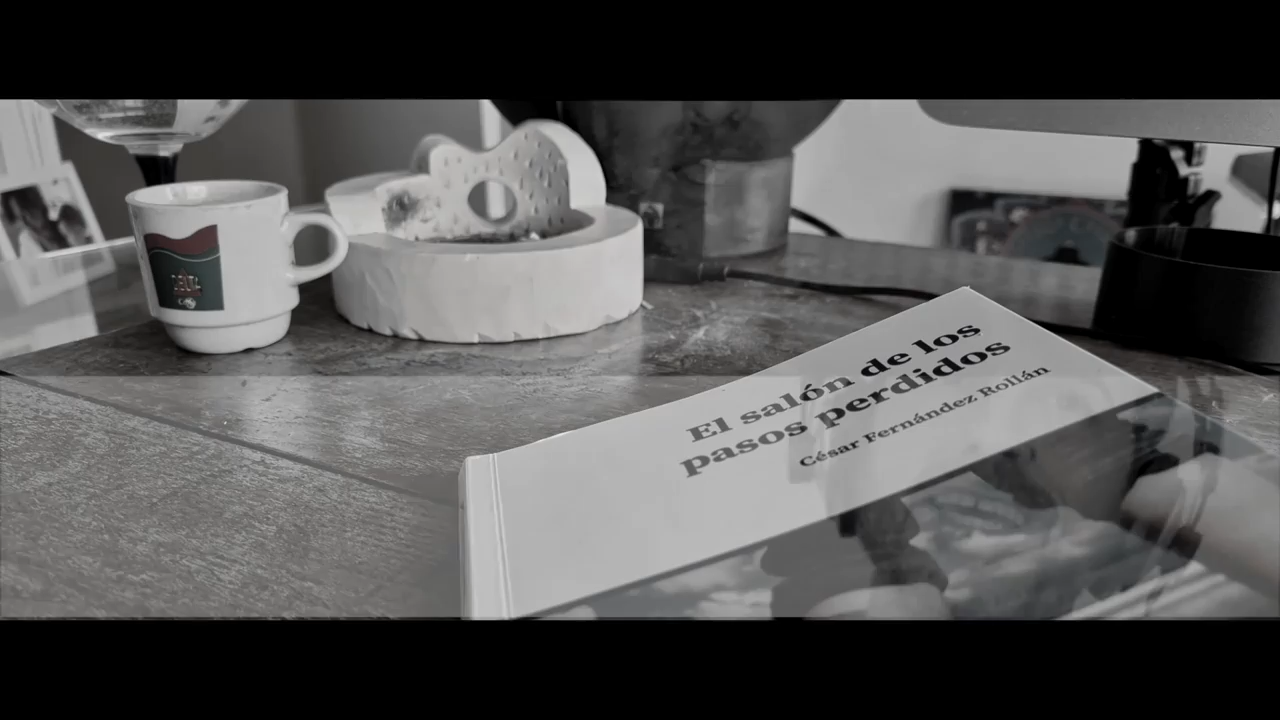 El salón de los
pasos perdidos
César Fernández Rollán